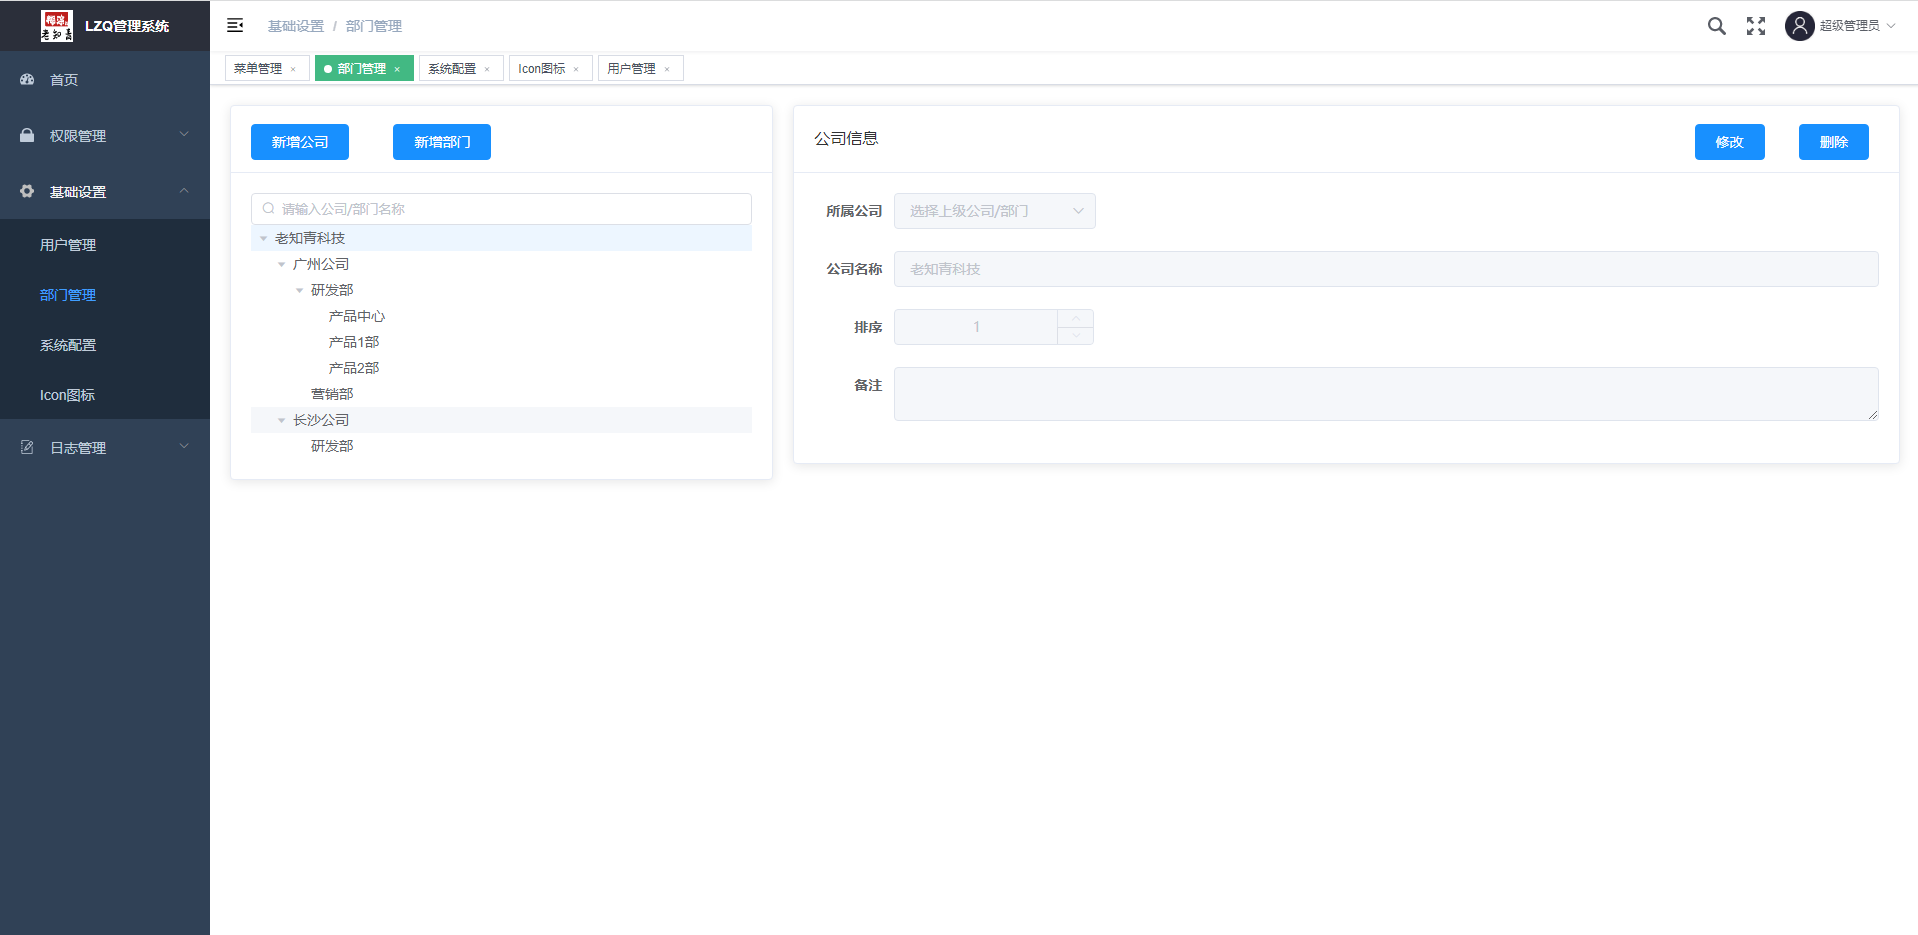 LZQ管理系统
首页
权限管理
基础设置
用户管理
部门管理
系统配置
Icon图标
日志管理
基础设置 / 部门管理
超级管理员
菜单管理 ×
部门管理 ×
系统配置 ×
Icon图标 ×
用户管理 ×
新增公司
新增部门
请输入公司/部门名称
老知青科技
广州公司
研发部
产品中心
产品1部
产品2部
营销部
长沙公司
研发部
公司信息
修改
删除
所属公司
选择上级公司/部门
公司名称
老知青科技
排序
1
备注